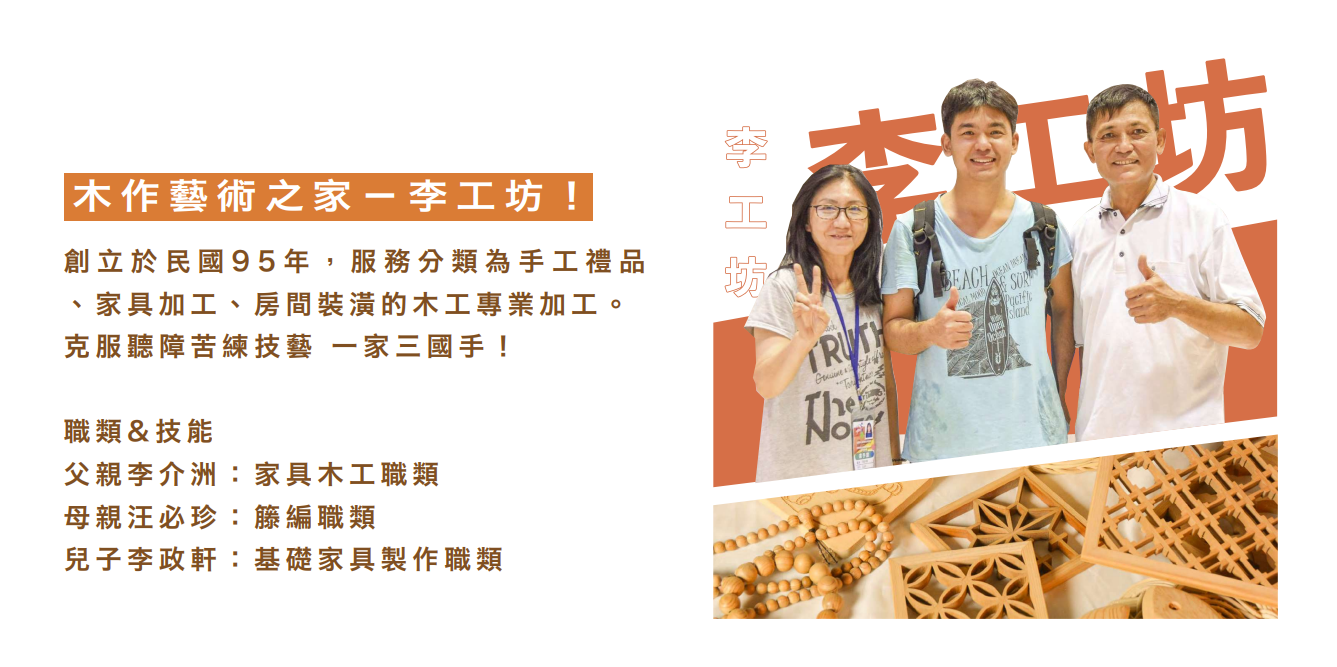 木作藝術之家－李工坊！
創立於民國95年，服務分類為手工禮品
、家具加工、房間裝潢的木工專業加工。
克服聽障苦練技藝 一家三國手！
職類&技能
父親李介洲：家具木工職類
母親汪必珍：籐編職類
兒子李政軒：基礎家具製作職類
李工坊
李工坊
BEACH
& SOR
Pacific
Island
TRUTH
The
Now